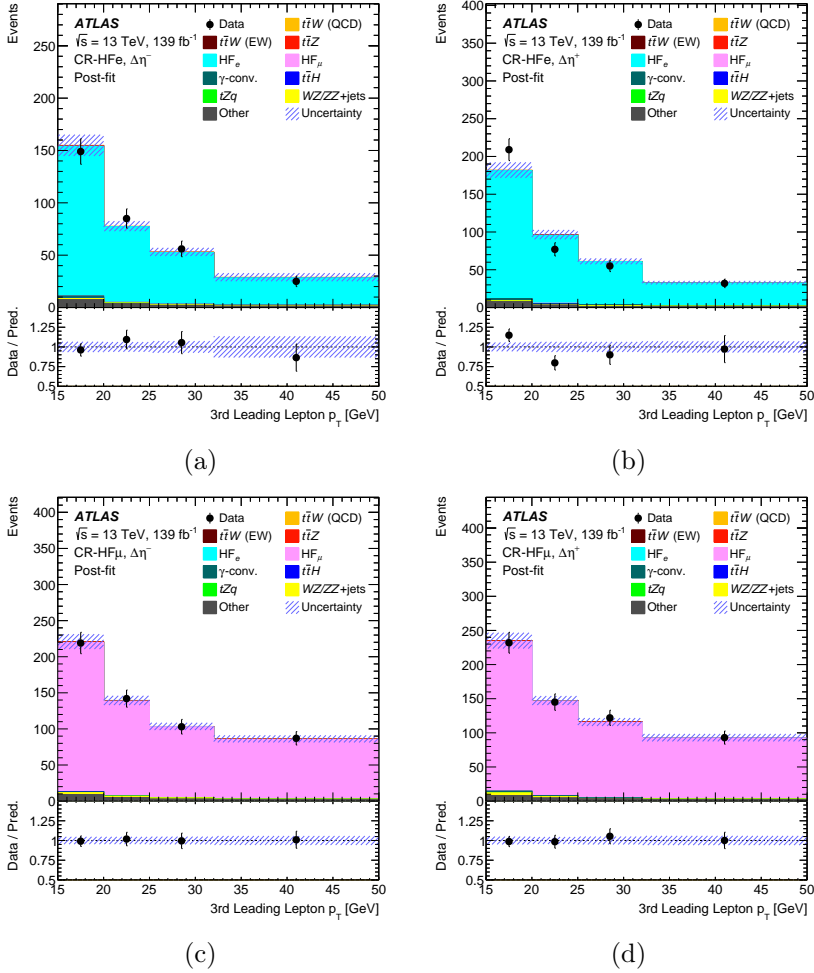 Events
ATLAS
√s = 13 TeV, 139 fb⁻¹
CR-HFe, Δη⁻
Post-fit
Data
tt̄W (QCD)
tt̄W (EW)
tt̄Z
HFₑ
HF_μ
γ-conv.
tt̄H
tZq
WZ/ZZ+jets
Other
Uncertainty
250
200
150
100
50
0
Data / Pred.
1.25
1
0.75
0.5
15 20 25 30 35 40 45 50
3rd Leading Lepton p_T [GeV]
(a)
Events
ATLAS
√s = 13 TeV, 139 fb⁻¹
CR-HFe, Δη⁺
Post-fit
Data
tt̄W (QCD)
tt̄W (EW)
tt̄Z
HFₑ
HF_μ
γ-conv.
tt̄H
tZq
WZ/ZZ+jets
Other
Uncertainty
400
350
300
250
200
150
100
50
0
Data / Pred.
1.25
1
0.75
0.5
15 20 25 30 35 40 45 50
3rd Leading Lepton p_T [GeV]
(b)
Events
ATLAS
√s = 13 TeV, 139 fb⁻¹
CR-HFμ, Δη⁻
Post-fit
Data
tt̄W (QCD)
tt̄W (EW)
tt̄Z
HFₑ
HF_μ
γ-conv.
tt̄H
tZq
WZ/ZZ+jets
Other
Uncertainty
400
350
300
250
200
150
100
50
0
Data / Pred.
1.25
1
0.75
0.5
15 20 25 30 35 40 45 50
3rd Leading Lepton p_T [GeV]
(c)
Events
ATLAS
√s = 13 TeV, 139 fb⁻¹
CR-HFμ, Δη⁺
Post-fit
Data
tt̄W (QCD)
tt̄W (EW)
tt̄Z
HFₑ
HF_μ
γ-conv.
tt̄H
tZq
WZ/ZZ+jets
Other
Uncertainty
400
350
300
250
200
150
100
50
0
Data / Pred.
1.25
1
0.75
0.5
15 20 25 30 35 40 45 50
3rd Leading Lepton p_T [GeV]
(d)